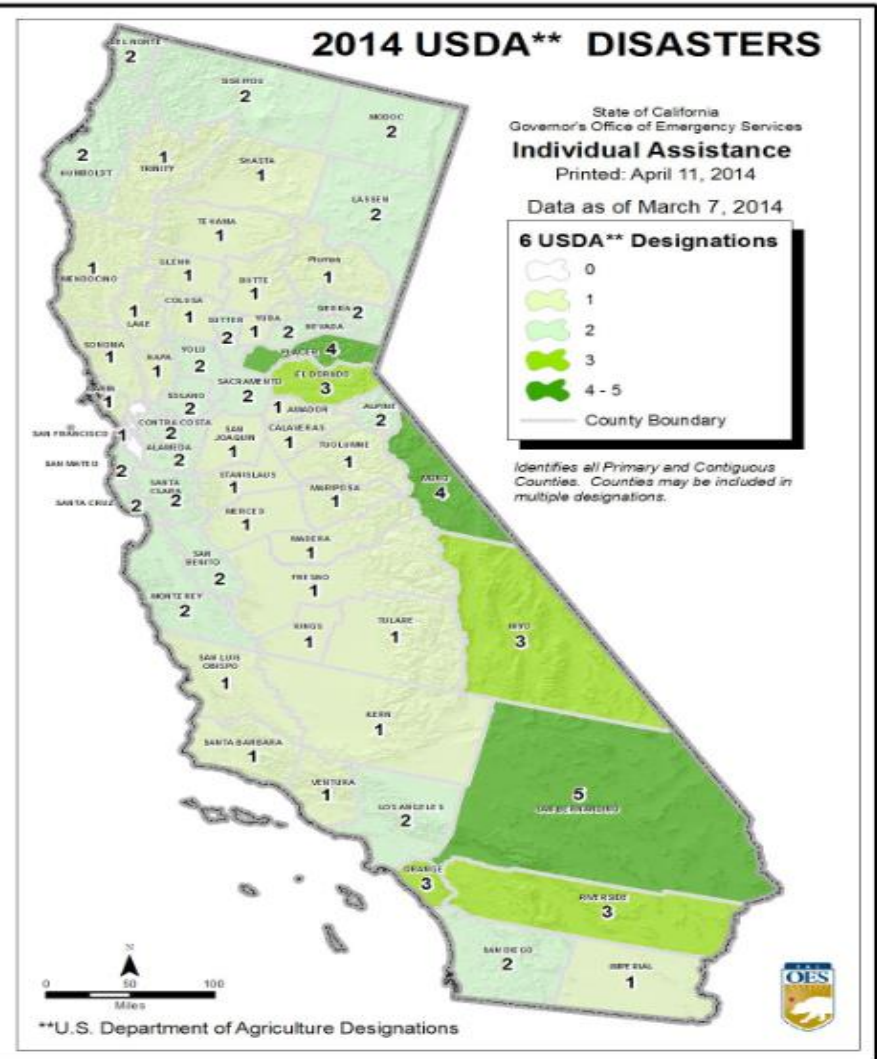 2014 USDA** DISASTERS
State of California
Governor's Office of Emergency Services
Individual Assistance
Printed: April 11, 2014
Data as of March 7, 2014
6 USDA** Designations
0
1
2
3
4 - 5
County Boundary
Identifies all Primary and Contiguous
Counties. Counties may be included in
multiple designations.
DEL NORTE
2
SISKIYOU
2
MODOC
2
HUMBOLDT
2
TRINITY
1
SHASTA
1
LASSEN
2
TEHAMA
1
Plumas
1
MENDOCINO
1
GLENN
1
BUTTE
1
COLUSA
1
LAKE
1
SUTTER
2
YUBA
1
SIERRA 2
NEVADA
2
PLACER 4
SONOMA
1
NAPA
1
YOLO
2
EL DORADO
3
SACRAMENTO
2
MARIN
1
SOLANO
2
AMADOR
1
ALPINE
2
CONTRA COSTA
2
SAN FRANCISCO 1
ALAMEDA
2
SAN
JOAQUIN
1
CALAVERAS
1
TUOLUMNE
1
SAN MATEO
2
MONO
4
SANTA
CLARA
2
STANISLAUS
1
MARIPOSA
1
SANTA CRUZ
2
MERCED
1
MADERA
1
SAN
BENITO
2
FRESNO
1
MONTEREY
2
KINGS
1
TULARE
1
INYO
3
SAN LUIS
OBISPO
1
KERN
1
SANTA BARBARA
1
VENTURA
1
LOS ANGELES
2
5
SAN BERNARDINO
ORANGE
3
RIVERSIDE
3
SAN DIEGO
2
IMPERIAL
1
N
0 50 100
Miles
OES
**U.S. Department of Agriculture Designations